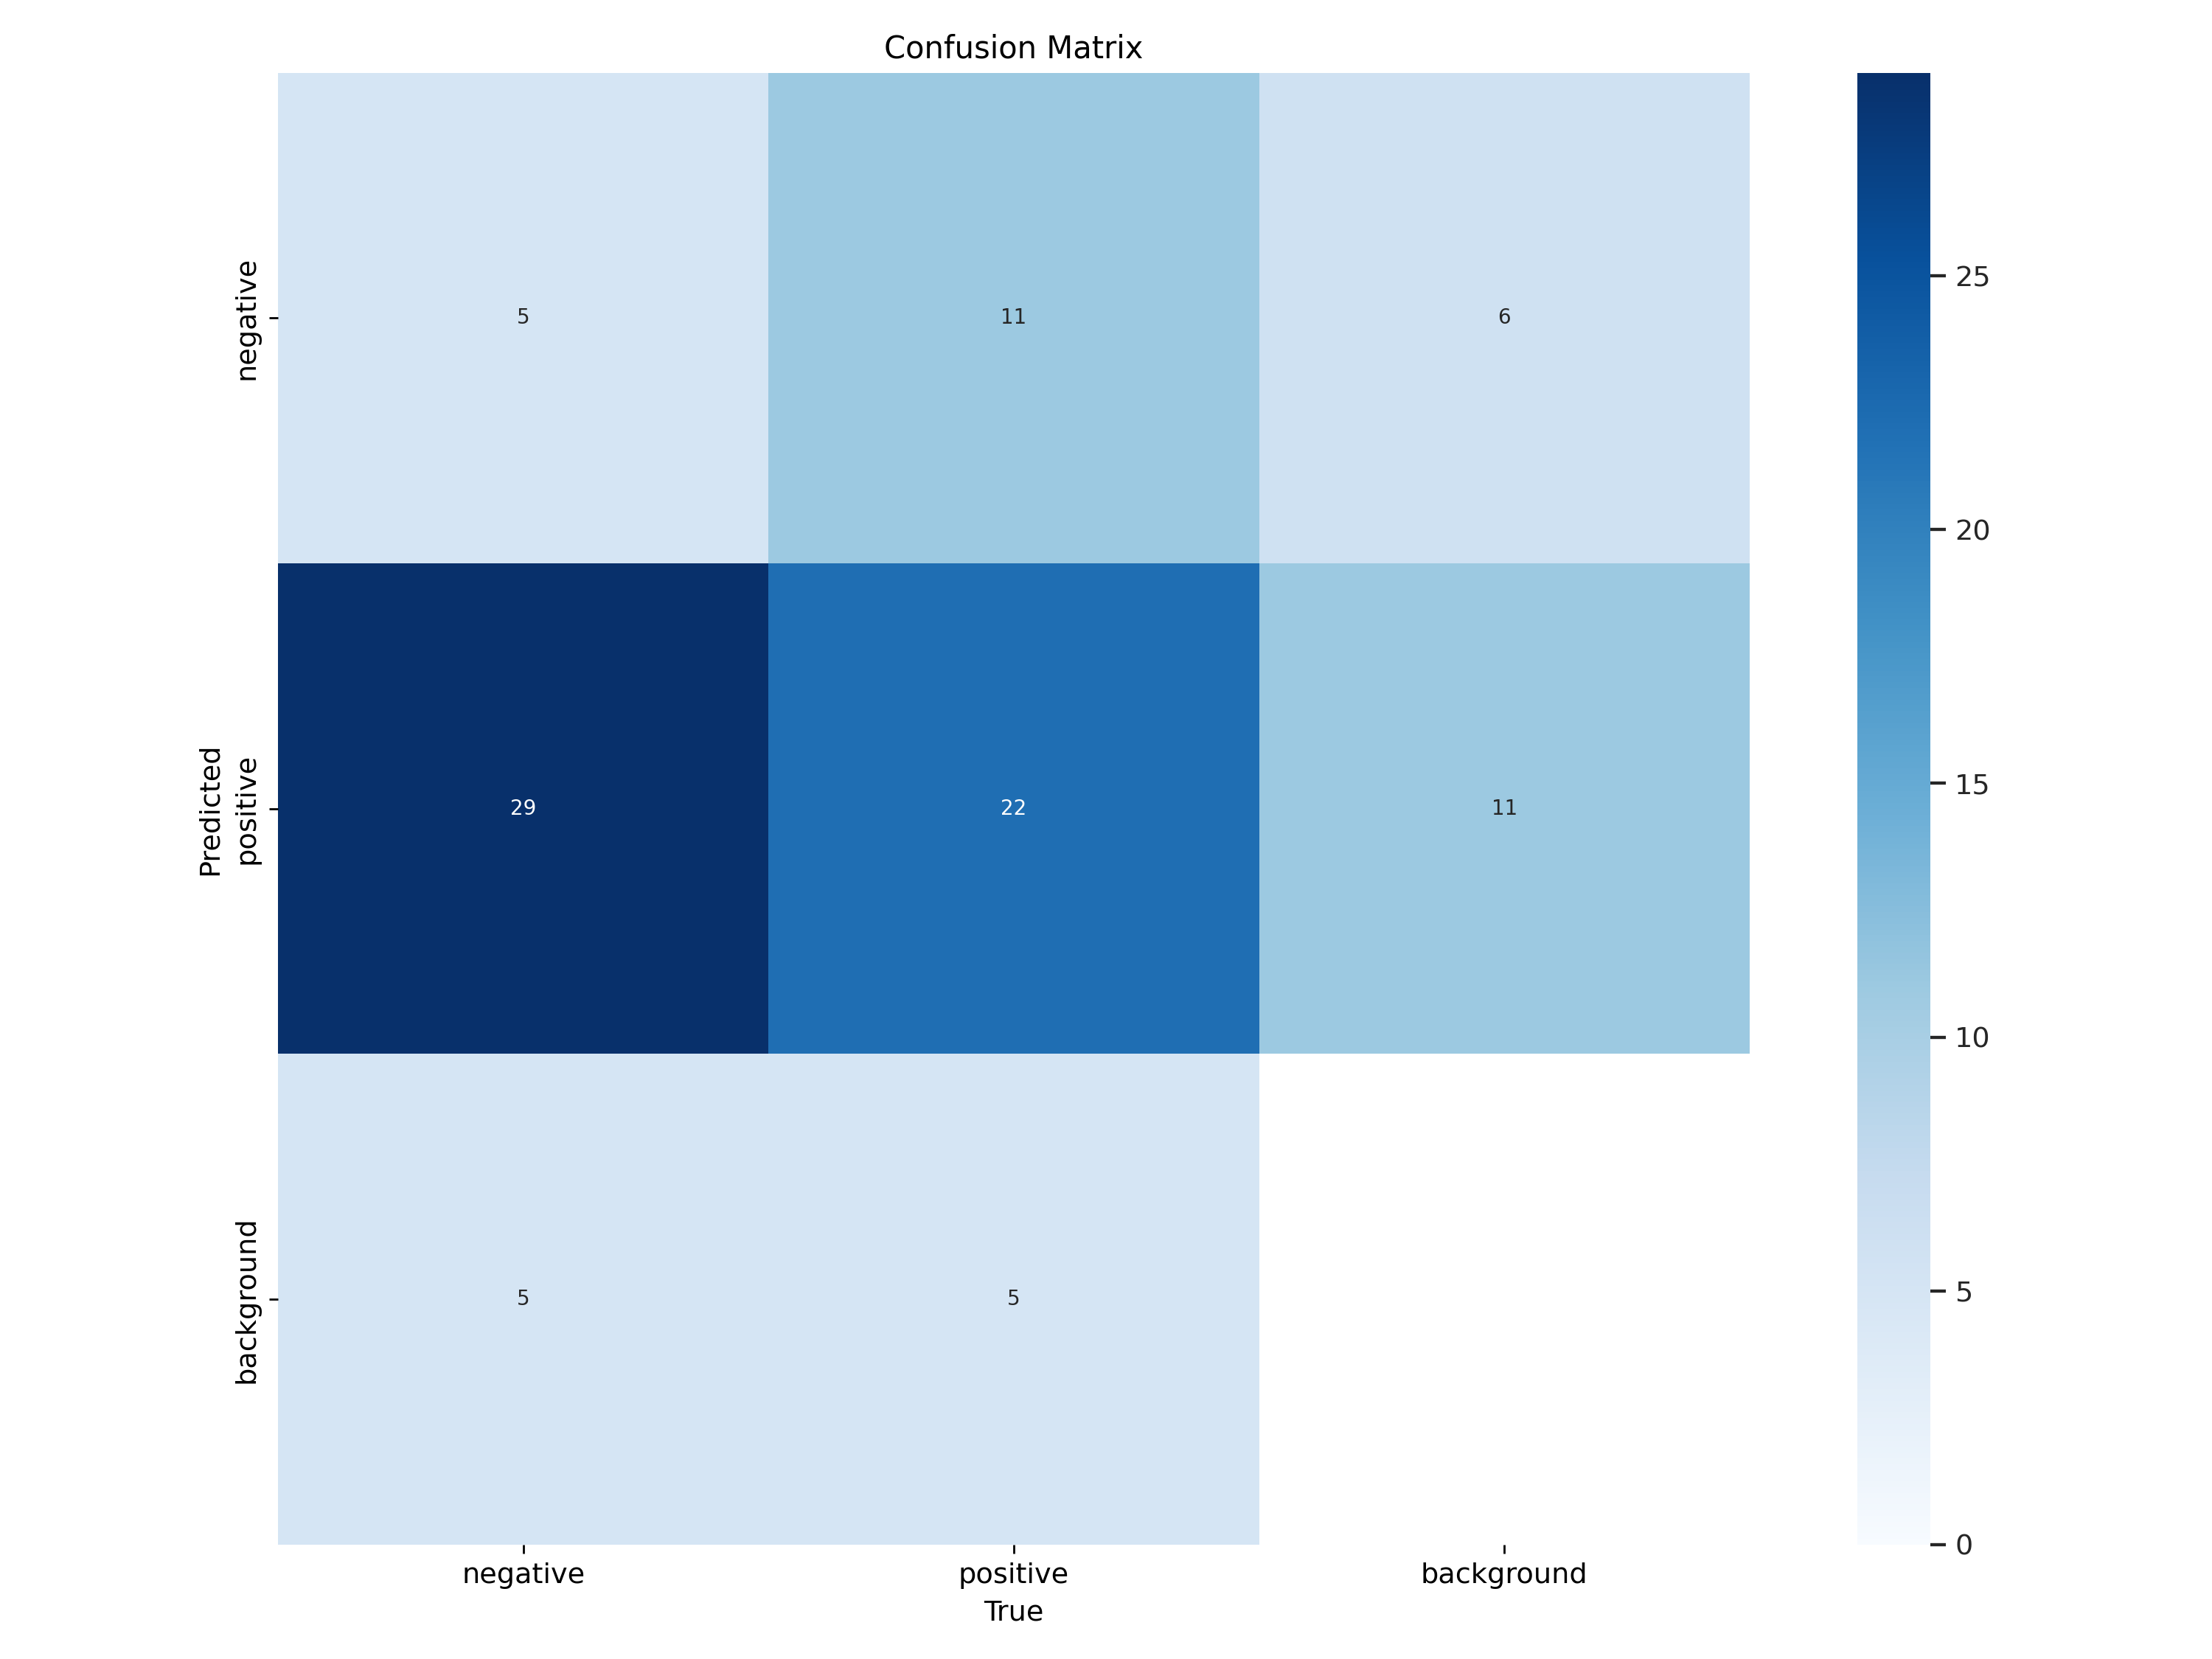 Confusion Matrix
negative
5
11
6
25
20
Predicted
positive
29
22
11
15
10
background
5
5
5
0
negative
positive
background
True